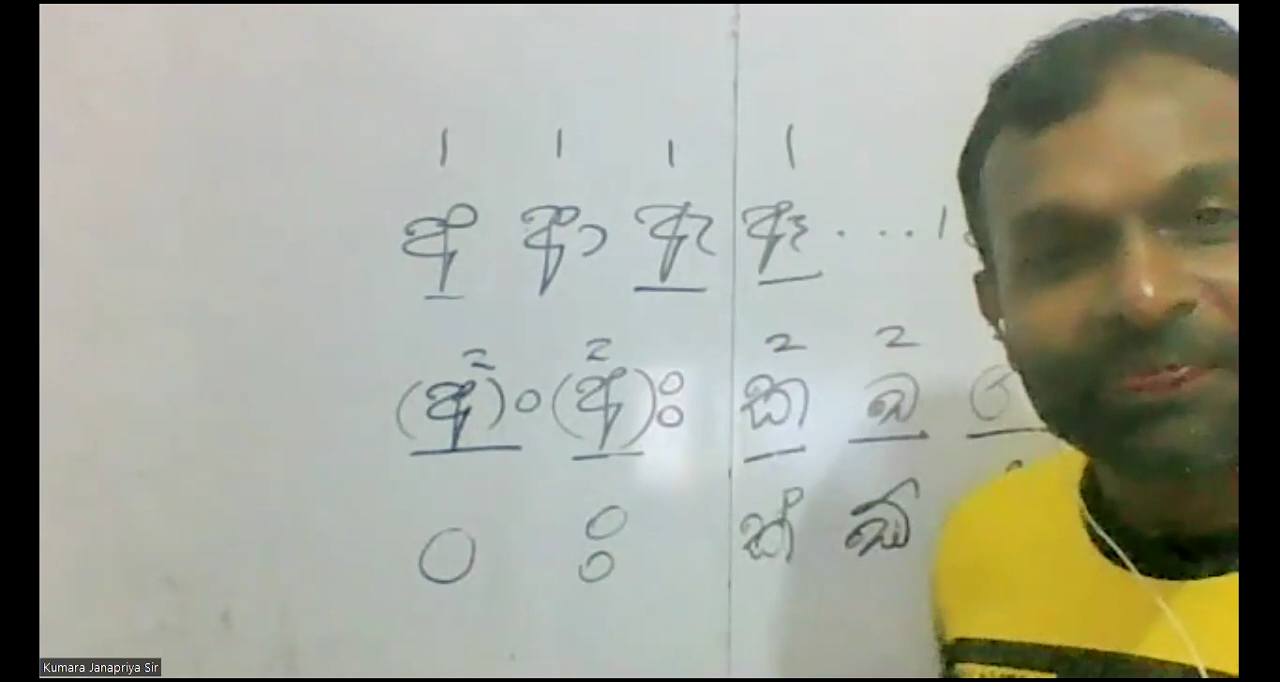 1 1 1 1
අ ආ ඇ ඈ . . . . 1
2 2 2 2
(අ)ං (අ)ඃ ක ඛ
ං ඃ ක් ඛ්
Kumara Janapriya Sir